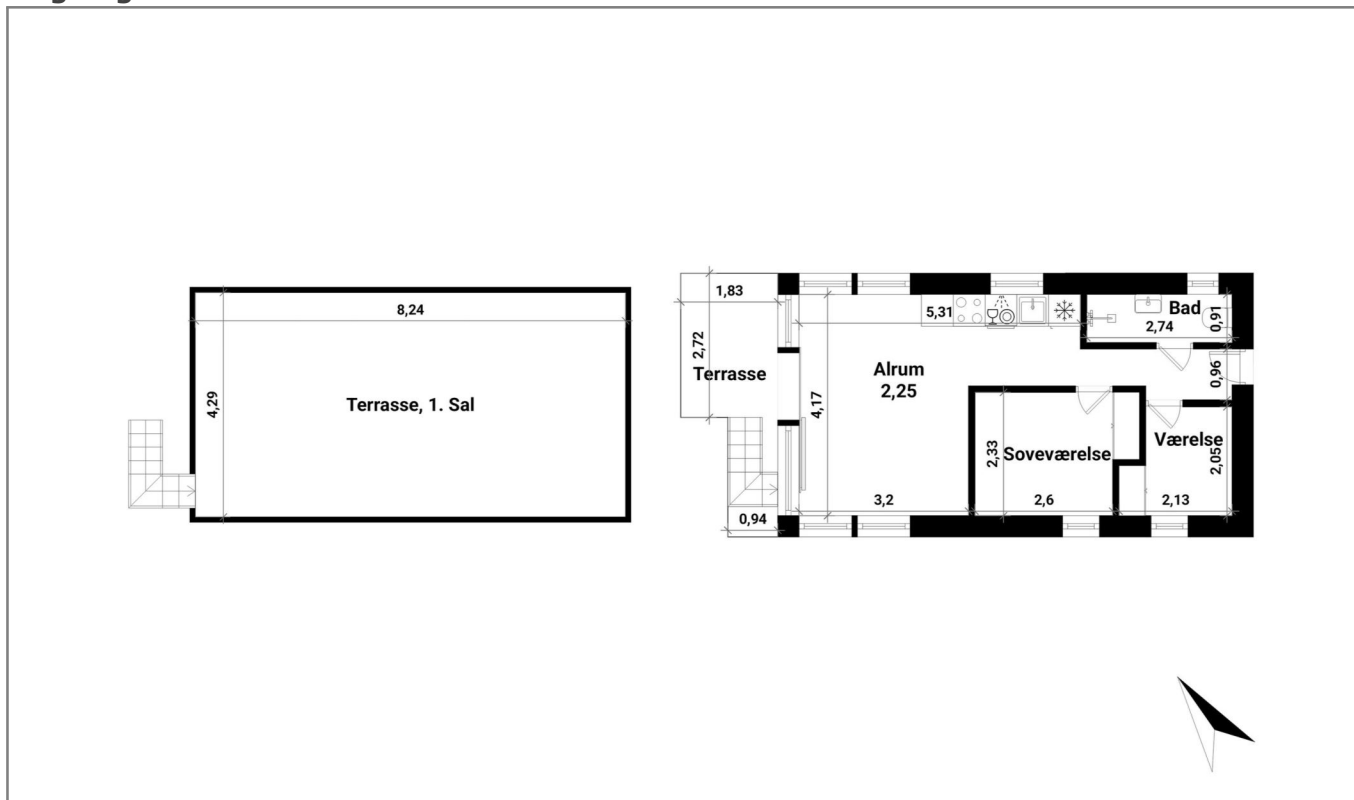 8,24
4,29
Terrasse, 1. Sal
1,83
2,72
Terrasse
0,94
5,31
4,17
Alrum
2,25
3,2
Bad
2,74
0,91
0,96
2,33
Soveværelse
2,6
Værelse
2,05
2,13